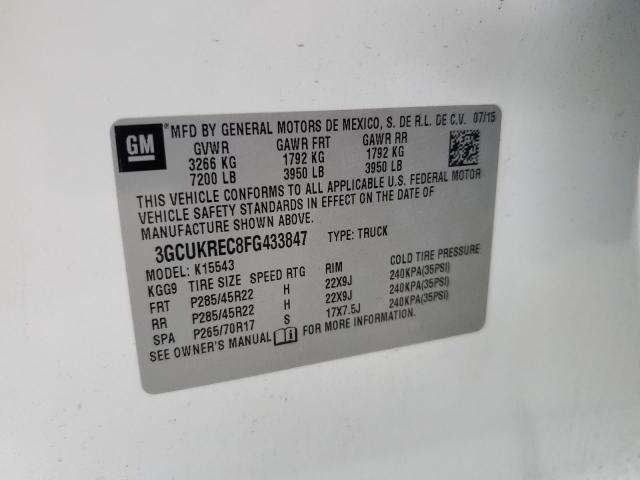 GM
MFD BY GENERAL MOTORS DE MEXICO, S. DE R.L. DE C.V. 07/15
GVWR GAWR FRT GAWR RR
3266 KG 1792 KG 1792 KG
7200 LB 3950 LB 3950 LB
THIS VEHICLE CONFORMS TO ALL APPLICABLE U.S. FEDERAL MOTOR
VEHICLE SAFETY STANDARDS IN EFFECT ON THE DATE OF
MANUFACTURE SHOWN ABOVE.
3GCUKREC8FG433847 TYPE: TRUCK
MODEL: K15543
KGG9 TIRE SIZE SPEED RTG RIM COLD TIRE PRESSURE
FRT P285/45R22 H 22X9J 240KPA(35PSI)
RR P285/45R22 H 22X9J 240KPA(35PSI)
SPA P265/70R17 S 17X7.5J 240KPA(35PSI)
SEE OWNER'S MANUAL FOR MORE INFORMATION.